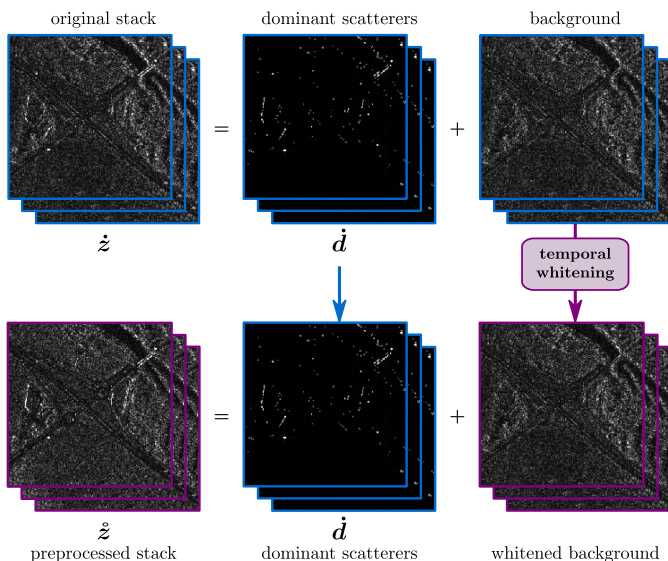 original stack
dominant scatterers
background
=
+
ż
ḋ
temporal
whitening
=
+
z̊
ḋ
preprocessed stack
dominant scatterers
whitened background